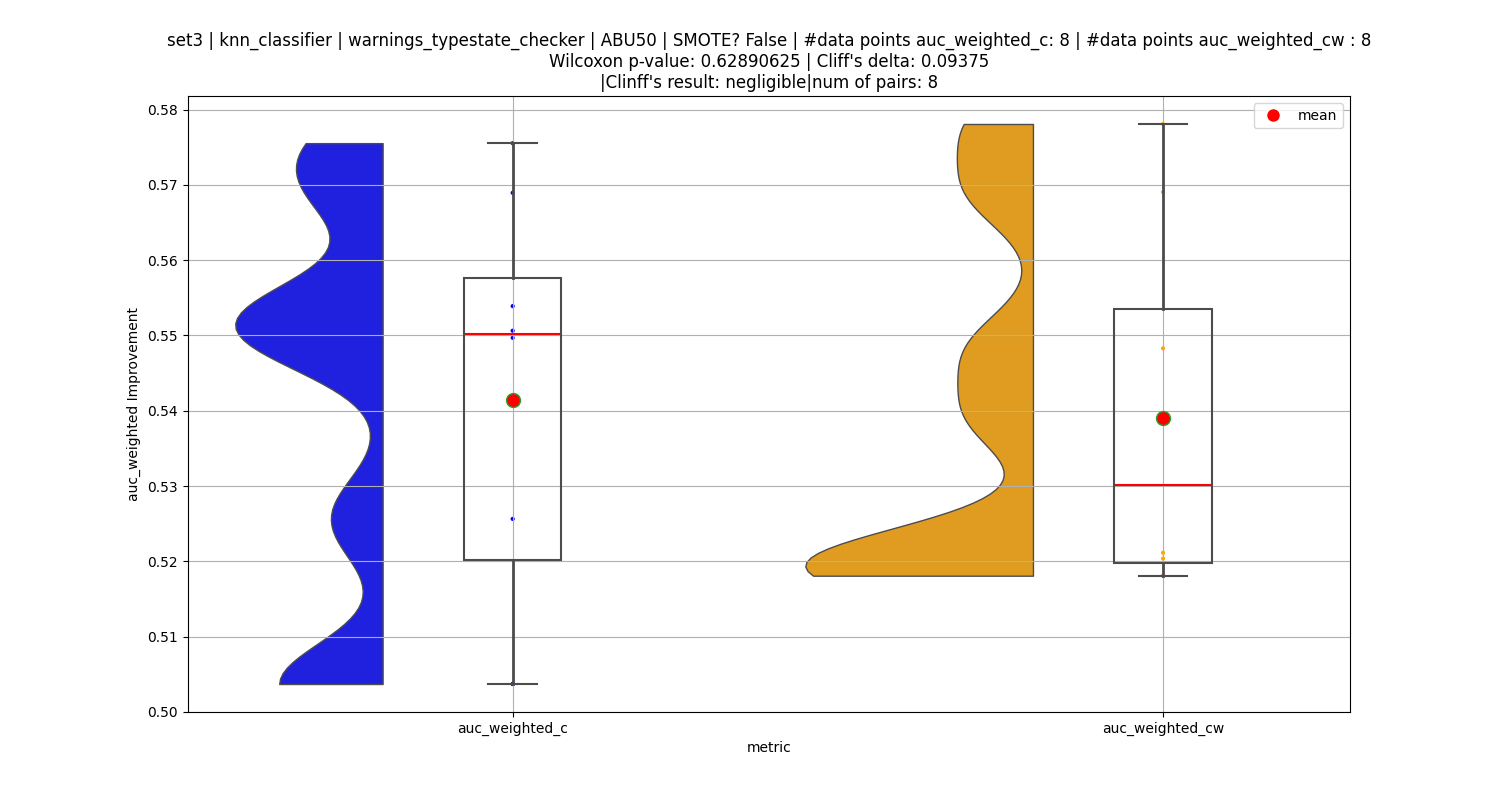 set3 | knn_classifier | warnings_typestate_checker | ABU50 | SMOTE? False | #data points auc_weighted_c: 8 | #data points auc_weighted_cw : 8
Wilcoxon p-value: 0.62890625 | Cliff's delta: 0.09375
|Clinff's result: negligible|num of pairs: 8
mean
0.58
0.57
0.56
0.55
0.54
0.53
0.52
0.51
0.50
auc_weighted Improvement
auc_weighted_c
auc_weighted_cw
metric